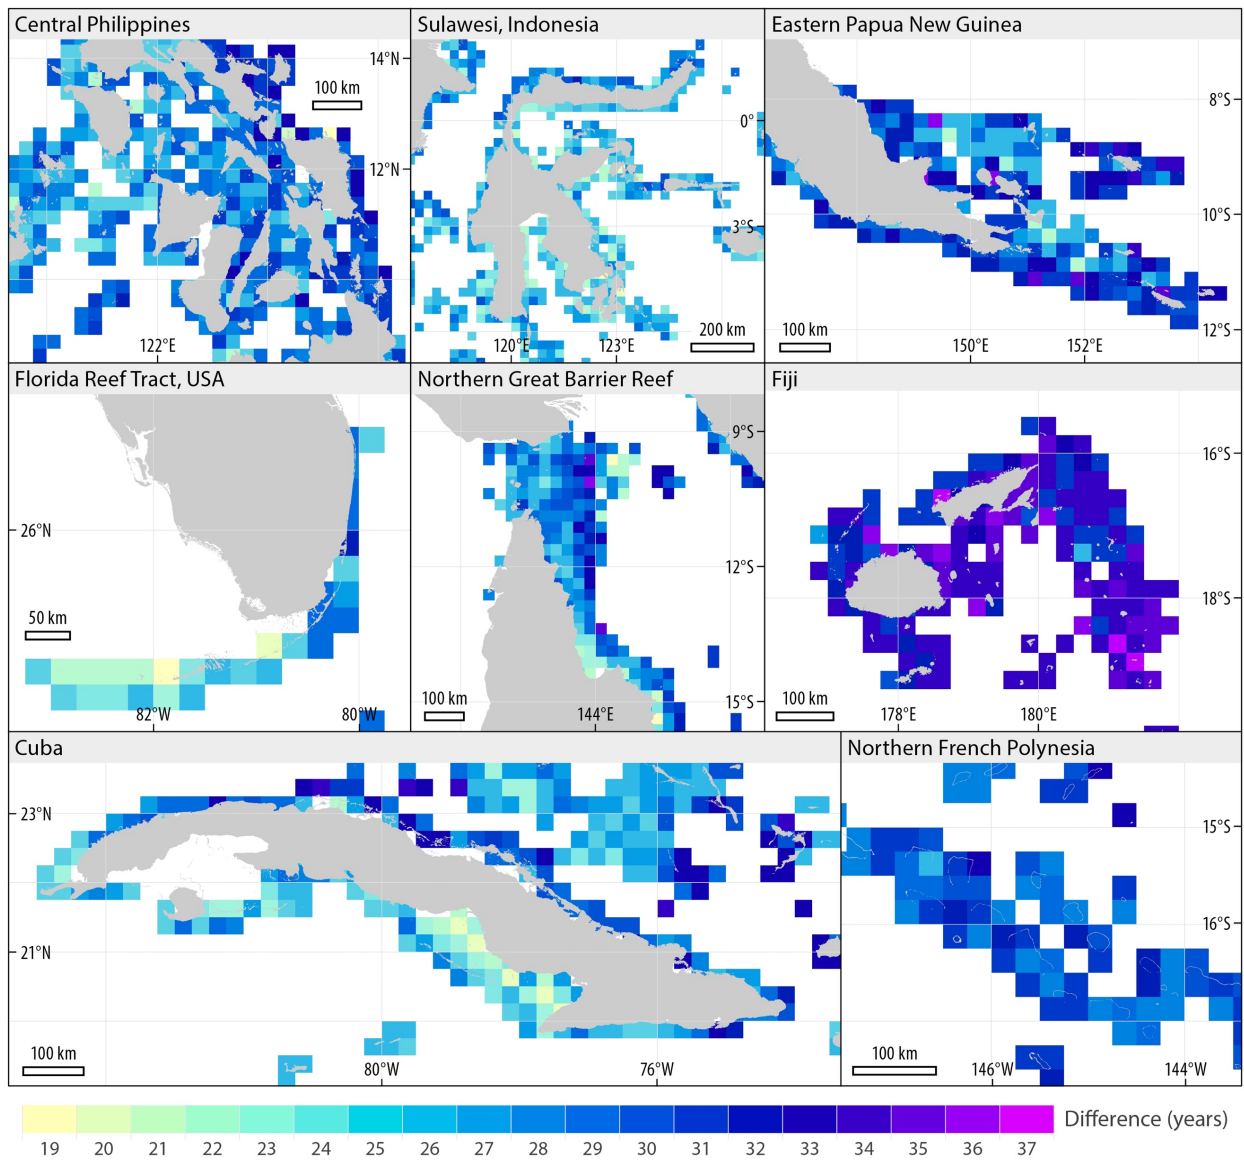 Central Philippines
14°N
100 km
12°N
122°E
Sulawesi, Indonesia
0°
3°S
200 km
120°E
123°E
Eastern Papua New Guinea
8°S
10°S
100 km
150°E
152°E
12°S
Florida Reef Tract, USA
26°N
50 km
82°W
80°W
Northern Great Barrier Reef
9°S
12°S
100 km
144°E
15°S
Fiji
16°S
18°S
100 km
178°E
180°E
Cuba
23°N
21°N
100 km
80°W
76°W
Northern French Polynesia
15°S
16°S
100 km
146°W
144°W
Difference (years)
19 20 21 22 23 24 25 26 27 28 29 30 31 32 33 34 35 36 37